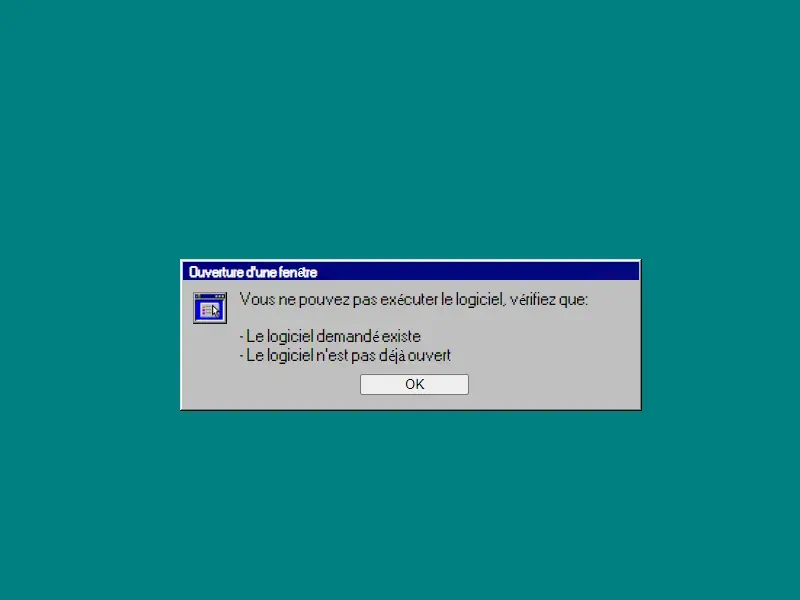 Ouverture d'une fenêtre
Vous ne pouvez pas exécuter le logiciel, vérifiez que:
- Le logiciel demandé existe
- Le logiciel n'est pas déjà ouvert
OK